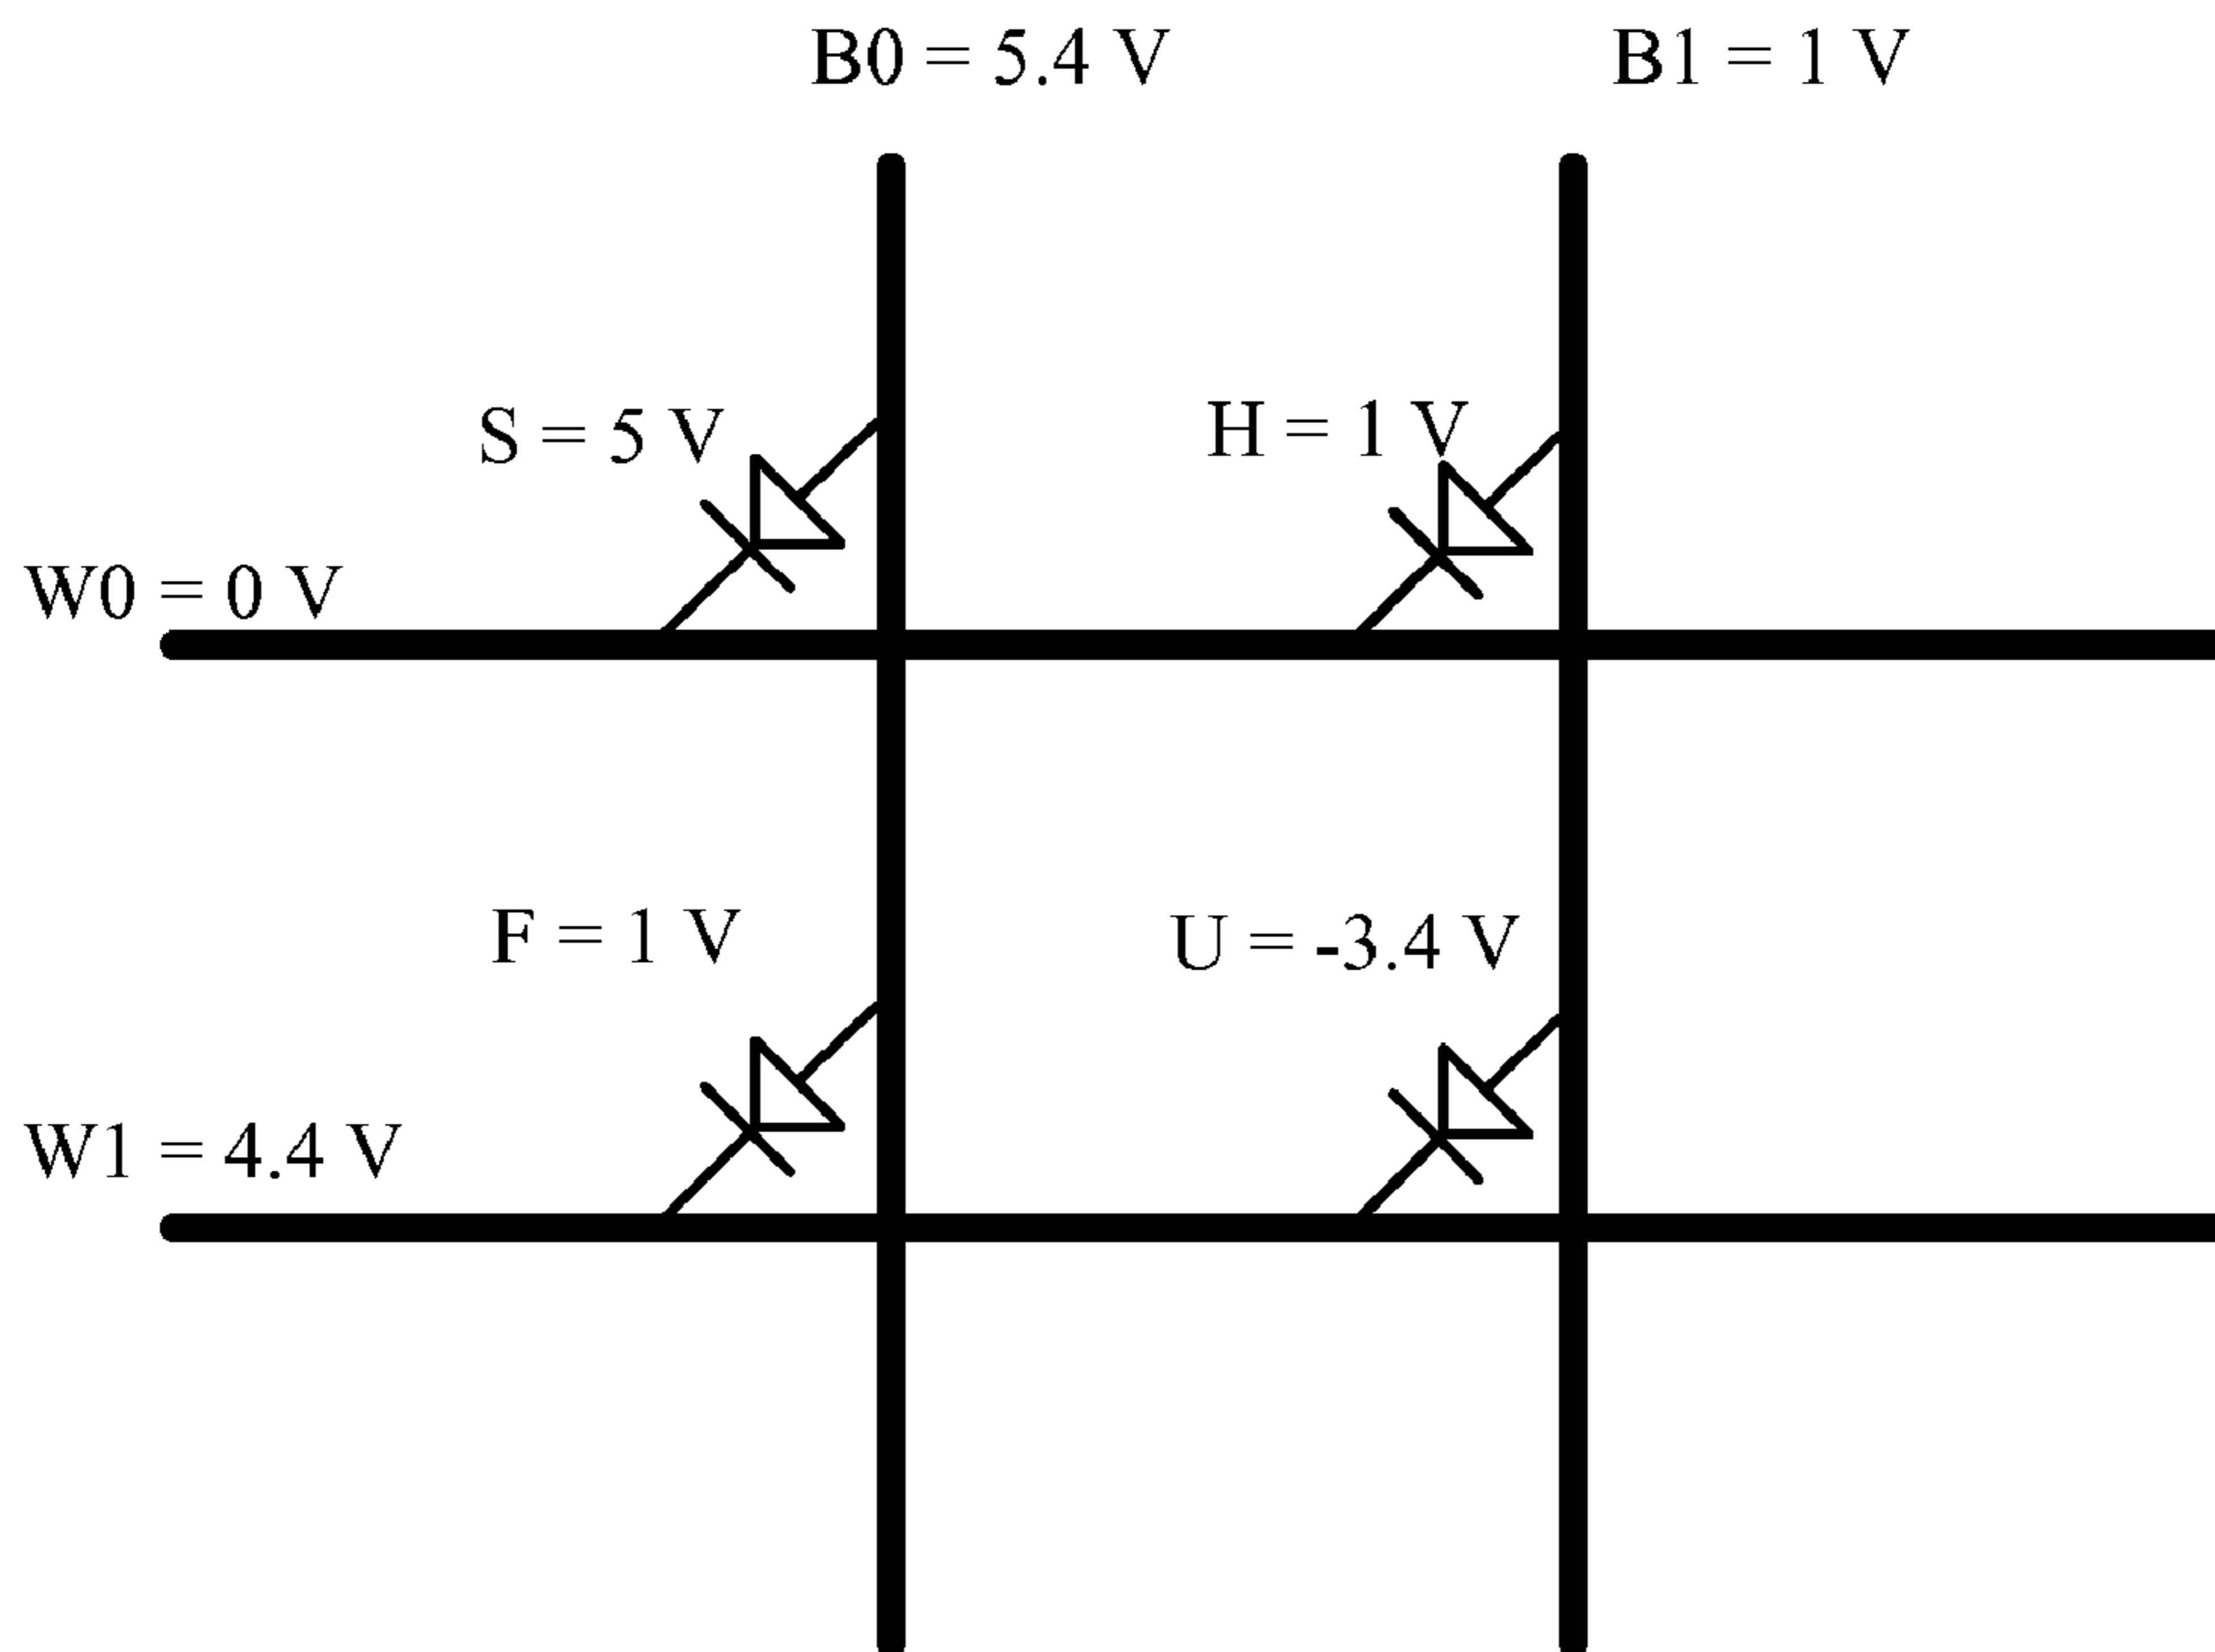 B0 = 5.4 V
B1 = 1 V
S = 5 V
H = 1 V
W0 = 0 V
F = 1 V
U = -3.4 V
W1 = 4.4 V